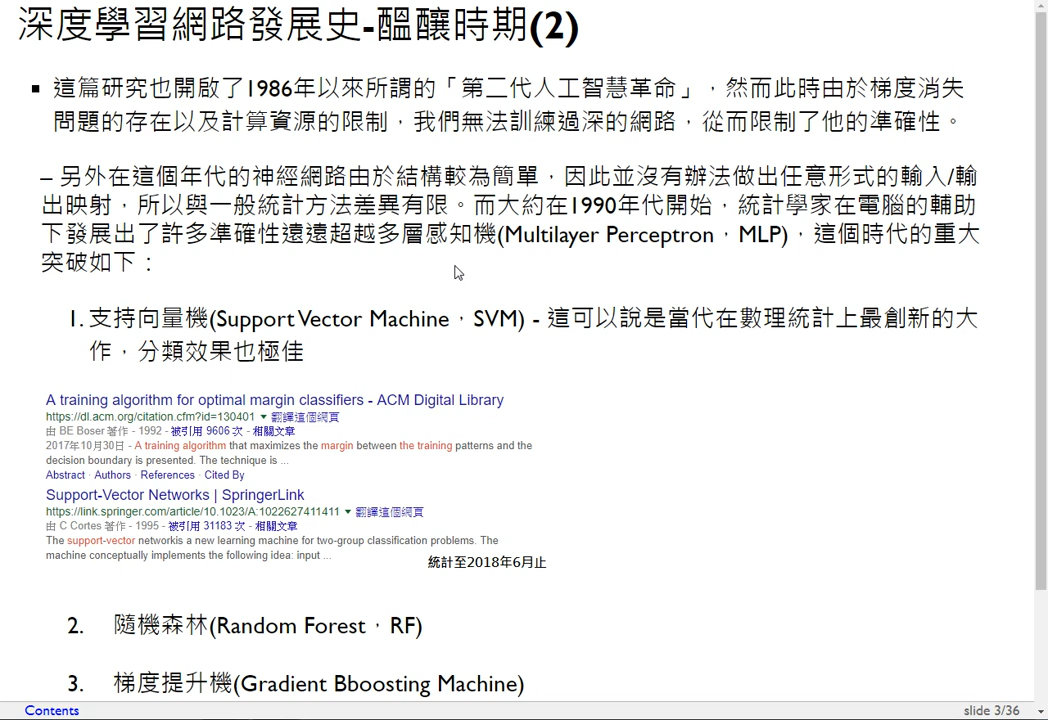 深度學習網路發展史-醞釀時期(2)
▪ 這篇研究也開啟了1986年以來所謂的「第二代人工智慧革命」，然而此時由於梯度消失
問題的存在以及計算資源的限制，我們無法訓練過深的網路，從而限制了他的準確性。
– 另外在這個年代的神經網路由於結構較為簡單，因此並沒有辦法做出任意形式的輸入/輸
出映射，所以與一般統計方法差異有限。而大約在1990年代開始，統計學家在電腦的輔助
下發展出了許多準確性遠遠超越多層感知機(Multilayer Perceptron，MLP)，這個時代的重大
突破如下：
1. 支持向量機(Support Vector Machine，SVM) - 這可以說是當代在數理統計上最創新的大
作，分類效果也極佳
A training algorithm for optimal margin classifiers - ACM Digital Library
https://dl.acm.org/citation.cfm?id=130401 ▼ 翻譯這個網頁
由 BE Boser 著作 - 1992 - 被引用 9606 次 - 相關文章
2017年10月30日 - A training algorithm that maximizes the margin between the training patterns and the
decision boundary is presented. The technique is ...
Abstract · Authors · References · Cited By
Support-Vector Networks | SpringerLink
https://link.springer.com/article/10.1023/A:1022627411411 ▼ 翻譯這個網頁
由 C Cortes 著作 - 1995 - 被引用 31183 次 - 相關文章
The support-vector networkis a new learning machine for two-group classification problems. The
machine conceptually implements the following idea: input ...
統計至2018年6月止
2. 隨機森林(Random Forest，RF)
3. 梯度提升機(Gradient Bboosting Machine)
Contents
slide 3/36